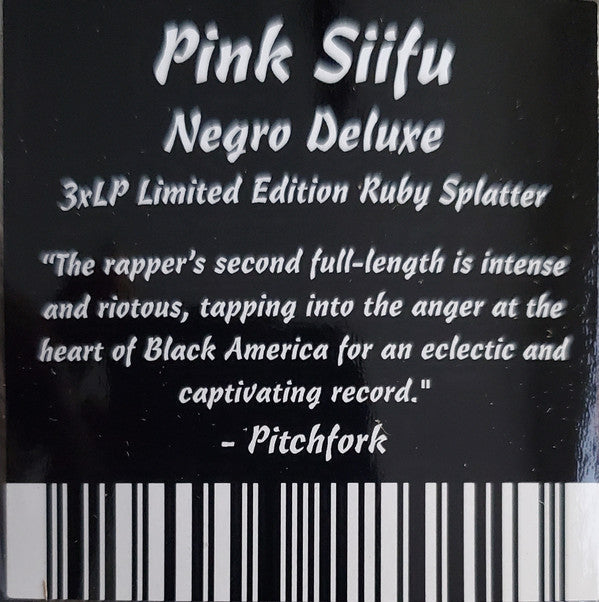 Pink Siifu
Negro Deluxe
3xLP Limited Edition Ruby Splatter
"The rapper's second full-length is intense
and riotous, tapping into the anger at the
heart of Black America for an eclectic and
captivating record."
- Pitchfork